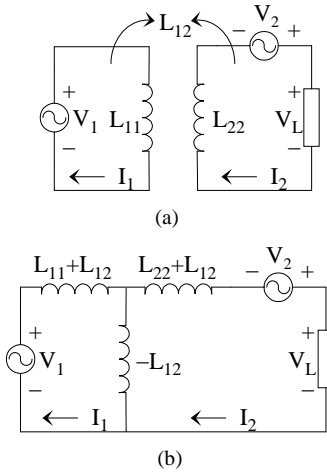 L12
V2
− +
+ V1 −
L11
L22
+ VL −
← I1
← I2
(a)
L11+L12 L22+L12
V2
− +
+ V1 −
−L12
+ VL −
← I1
← I2
(b)